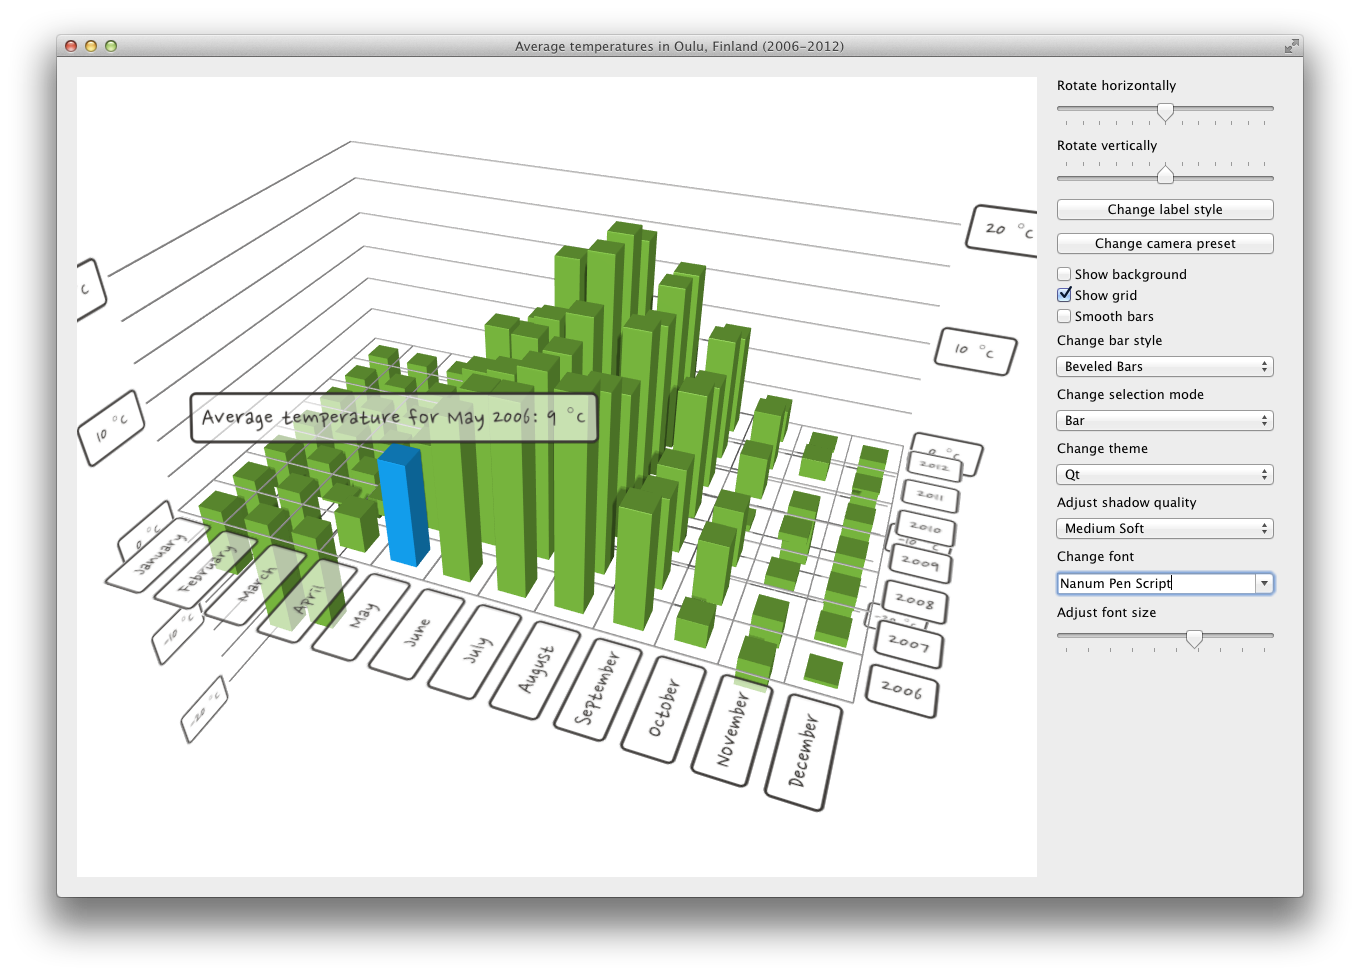 Average temperatures in Oulu, Finland (2006-2012)
Rotate horizontally
Rotate vertically
Change label style
Change camera preset
Show background
Show grid
Smooth bars
Change bar style
Beveled Bars
Change selection mode
Bar
Change theme
Qt
Adjust shadow quality
Medium Soft
Change font
Nanum Pen Script
Adjust font size
20 °C
10 °C
0 °C
-10 °C
2012
2011
2010
2009
2008
2007
2006
Average temperature for May 2006: 9 °C
°C
10 °C
0 °C
-10 °C
-20 °C
January
February
March
April
May
June
July
August
September
October
November
December